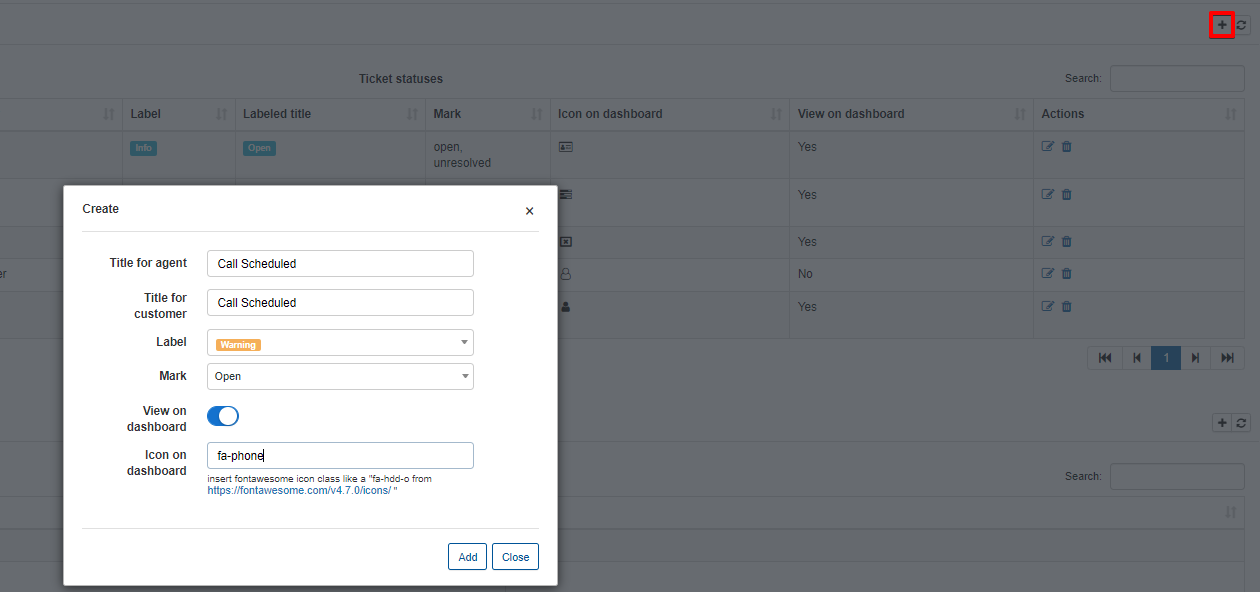 Ticket statuses
Search:
Label
Labeled title
Mark
Icon on dashboard
View on dashboard
Actions
Info
Open
open,
unresolved
Yes
Yes
Yes
er
No
Yes
1
Create
×
Title for agent
Call Scheduled
Title for
customer
Call Scheduled
Label
Warning
Mark
Open
View on
dashboard
Icon on
dashboard
fa-phone
insert fontawesome icon class like a "fa-hdd-o from
https://fontawesome.com/v4.7.0/icons/ "
Add
Close
Search: